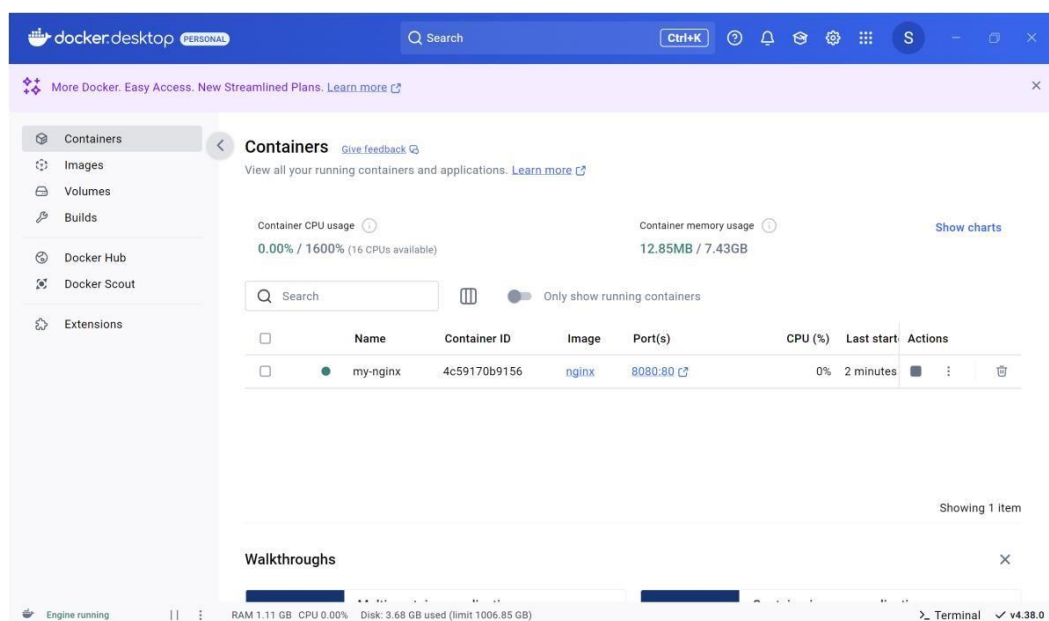 docker.desktop PERSONAL Search Ctrl+K S
More Docker. Easy Access. New Streamlined Plans. Learn more
Containers
Images
Volumes
Builds
Docker Hub
Docker Scout
Extensions
Containers Give feedback
View all your running containers and applications. Learn more
Container CPU usage
0.00% / 1600% (16 CPUs available)
Container memory usage
12.85MB / 7.43GB
Show charts
Search Only show running containers
Name Container ID Image Port(s) CPU (%) Last start Actions
my-nginx 4c59170b9156 nginx 8080:80 0% 2 minutes
Showing 1 item
Walkthroughs
Engine running RAM 1.11 GB CPU 0.00% Disk: 3.68 GB used (limit 1006.85 GB) Terminal v4.38.0